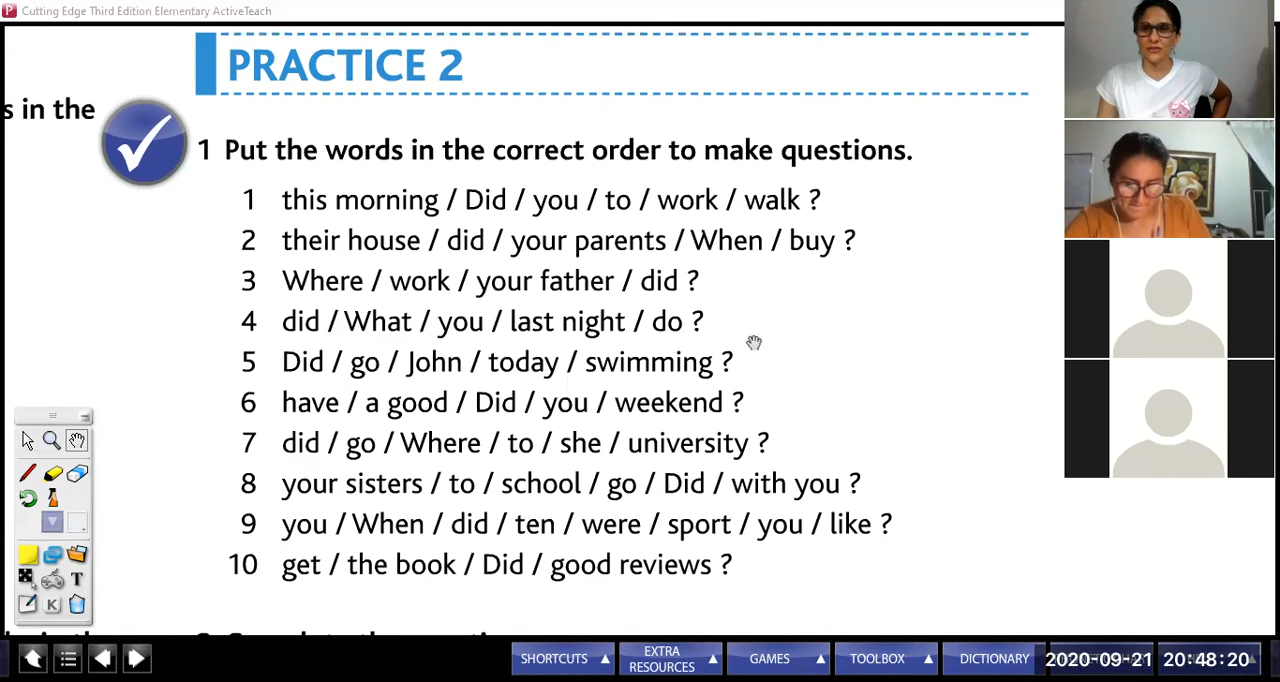 Cutting Edge Third Edition Elementary ActiveTeach
PRACTICE 2
s in the
1 Put the words in the correct order to make questions.
1 this morning / Did / you / to / work / walk ?
2 their house / did / your parents / When / buy ?
3 Where / work / your father / did ?
4 did / What / you / last night / do ?
5 Did / go / John / today / swimming ?
6 have / a good / Did / you / weekend ?
7 did / go / Where / to / she / university ?
8 your sisters / to / school / go / Did / with you ?
9 you / When / did / ten / were / sport / you / like ?
10 get / the book / Did / good reviews ?
SHORTCUTS
EXTRA
RESOURCES
GAMES
TOOLBOX
DICTIONARY
2020-09-21 20:48:20